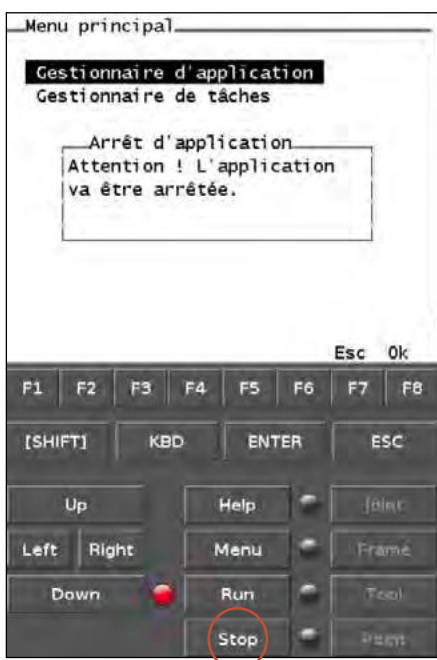 Menu principal
Gestionnaire d'application
Gestionnaire de tâches
Arrêt d'application
Attention ! L'application
va être arrêtée.
Esc Ok
F1 F2 F3 F4 F5 F6 F7 F8
[SHIFT] KBD ENTER ESC
Up Help Joint
Left Right Menu Frame
Down Run Tool
Stop Point